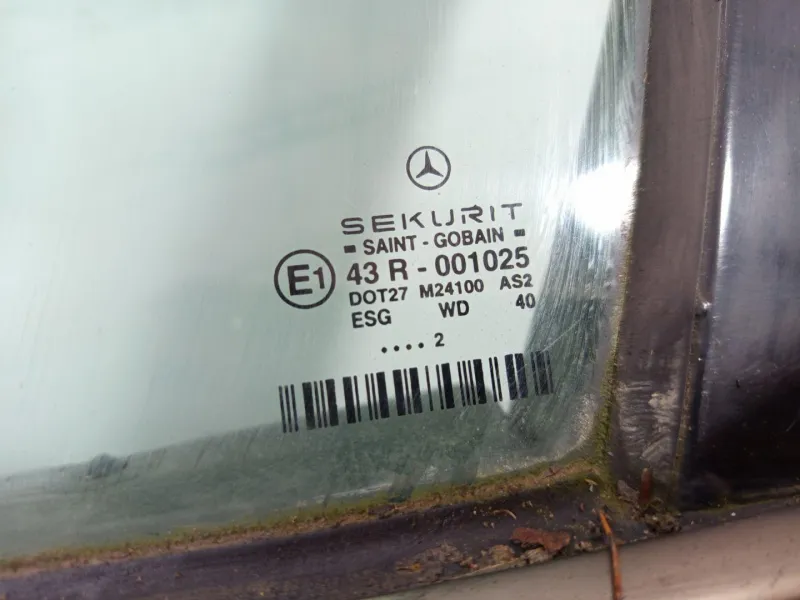 SEKURIT
SAINT - GOBAIN
E1 43 R - 001025
DOT27 M24100 AS2
ESG WD 40
.... 2